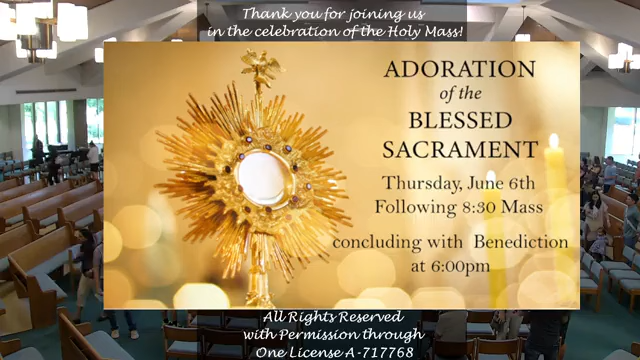 Thank you for joining us
in the celebration of the Holy Mass!
ADORATION
of the
BLESSED
SACRAMENT
Thursday, June 6th
Following 8:30 Mass
concluding with Benediction
at 6:00pm
All Rights Reserved
with Permission through
One License A-717768